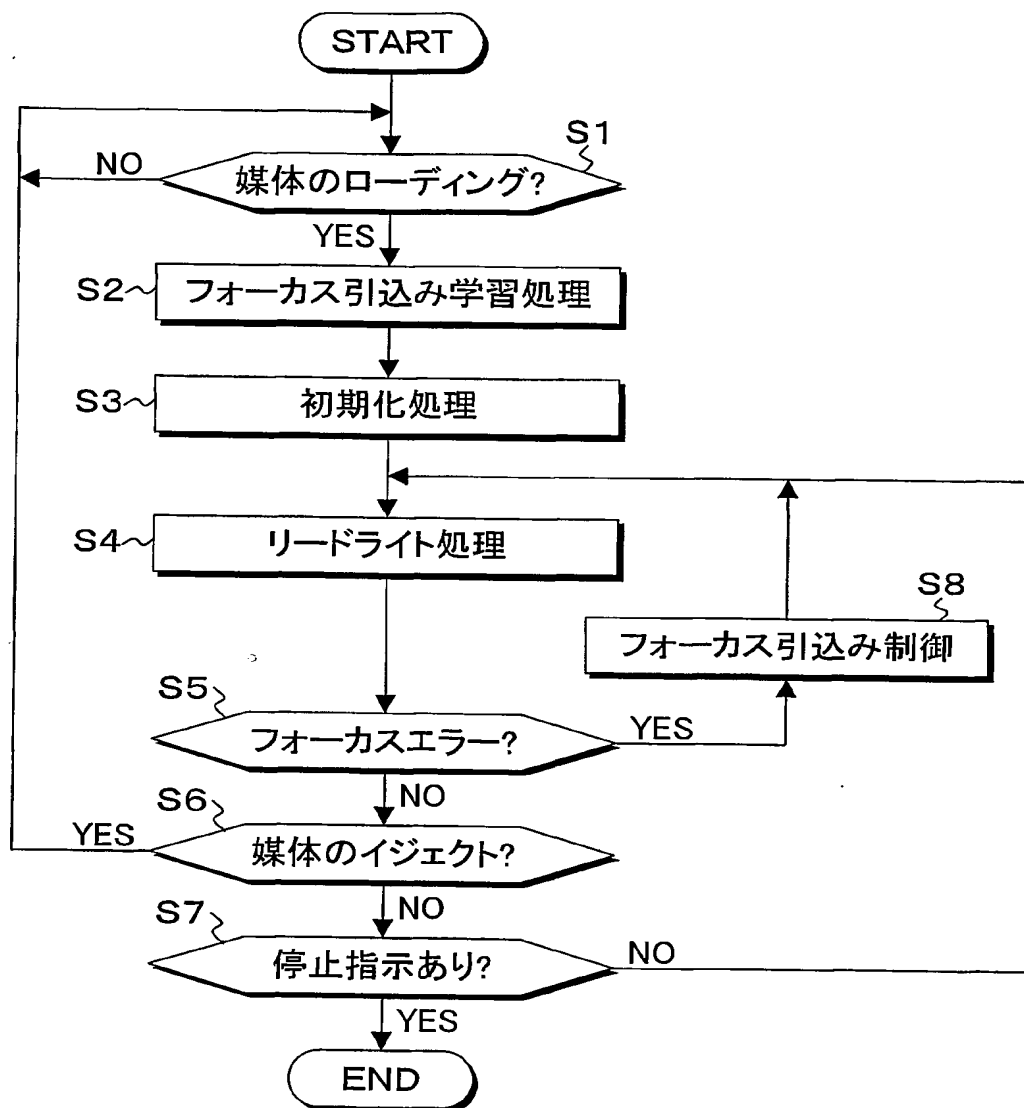 START
S1
媒体のローディング?
NO
YES
S2
フォーカス引込み学習処理
S3
初期化処理
S4
リードライト処理
S8
フォーカス引込み制御
S5
フォーカスエラー?
YES
NO
S6
媒体のイジェクト?
YES
NO
S7
停止指示あり?
NO
YES
END